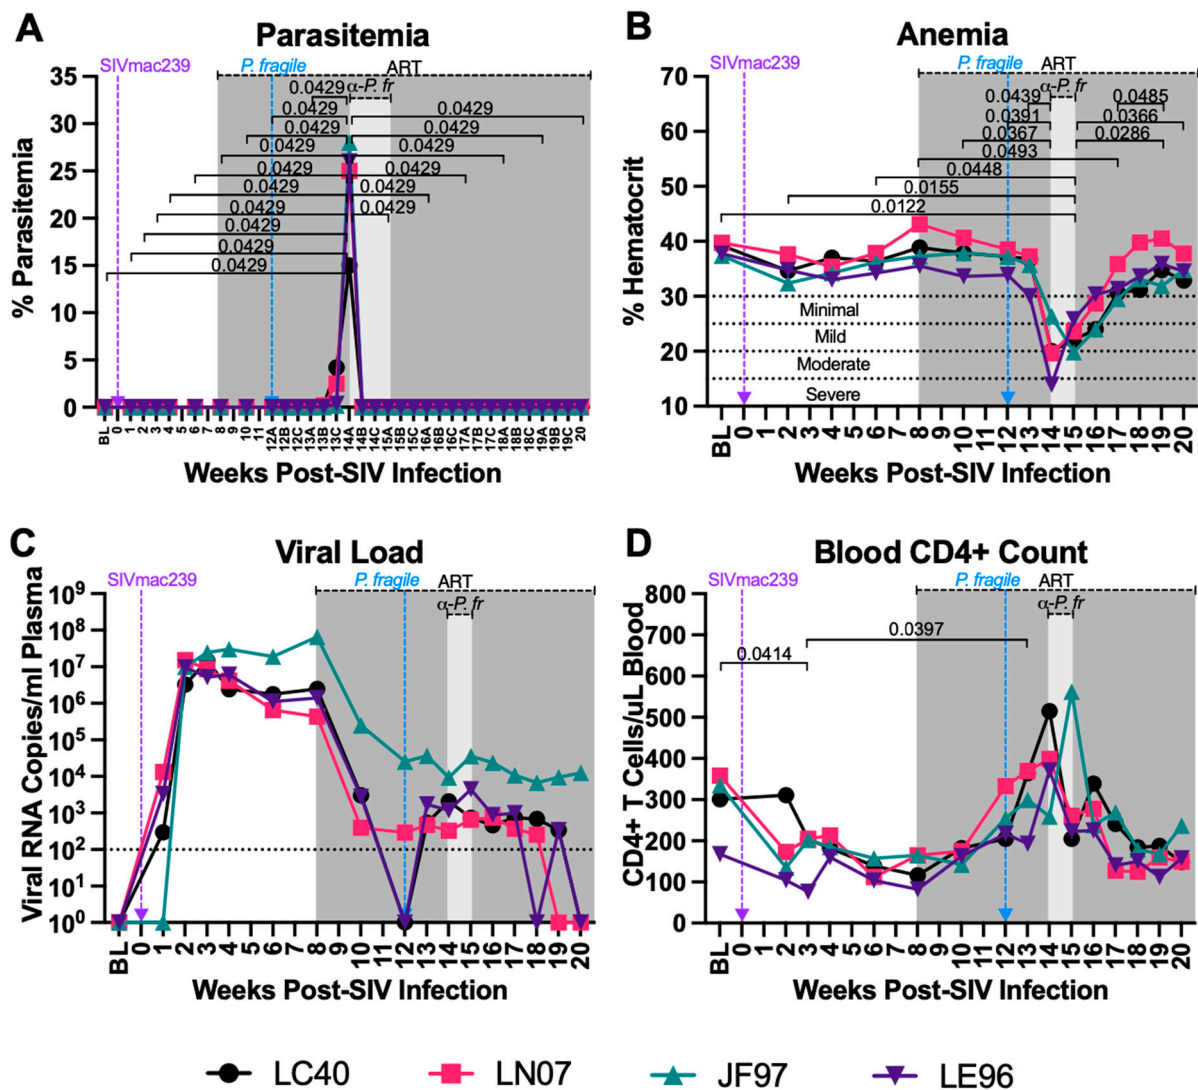 A
Parasitemia
SIVmac239
P. fragile
ART
α-P. fr
0.0429
0.0429 0.0429
0.0429 0.0429
0.0429 0.0429
0.0429 0.0429
0.0429 0.0429
0.0429 0.0429
0.0429
0.0429
0.0429
35
30
25
20
15
10
5
0
% Parasitemia
BL 0 1 2 3 4 5 6 7 8 9 10 11 12A 12B 12C 13A 13B 13C 14A 14B 14C 15A 15B 15C 16A 16B 16C 17A 17B 17C 18A 18B 18C 19A 19B 19C 20
Weeks Post-SIV Infection
B
Anemia
SIVmac239
P. fragile
ART
α-P. fr
0.0439 0.0485
0.0391 0.0366
0.0367 0.0286
0.0493
0.0448
0.0155
0.0122
70
60
50
40
30
20
10
% Hematocrit
Minimal
Mild
Moderate
Severe
BL 0 1 2 3 4 5 6 7 8 9 10 11 12 13 14 15 16 17 18 19 20
Weeks Post-SIV Infection
C
Viral Load
SIVmac239
P. fragile
ART
α-P. fr
10⁹
10⁸
10⁷
10⁶
10⁵
10⁴
10³
10²
10¹
10⁰
Viral RNA Copies/ml Plasma
BL 0 1 2 3 4 5 6 7 8 9 10 11 12 13 14 15 16 17 18 19 20
Weeks Post-SIV Infection
D
Blood CD4+ Count
SIVmac239
P. fragile
ART
α-P. fr
0.0397
0.0414
800
700
600
500
400
300
200
100
0
CD4+ T Cells/uL Blood
BL 0 1 2 3 4 5 6 7 8 9 10 11 12 13 14 15 16 17 18 19 20
Weeks Post-SIV Infection
LC40 LN07 JF97 LE96